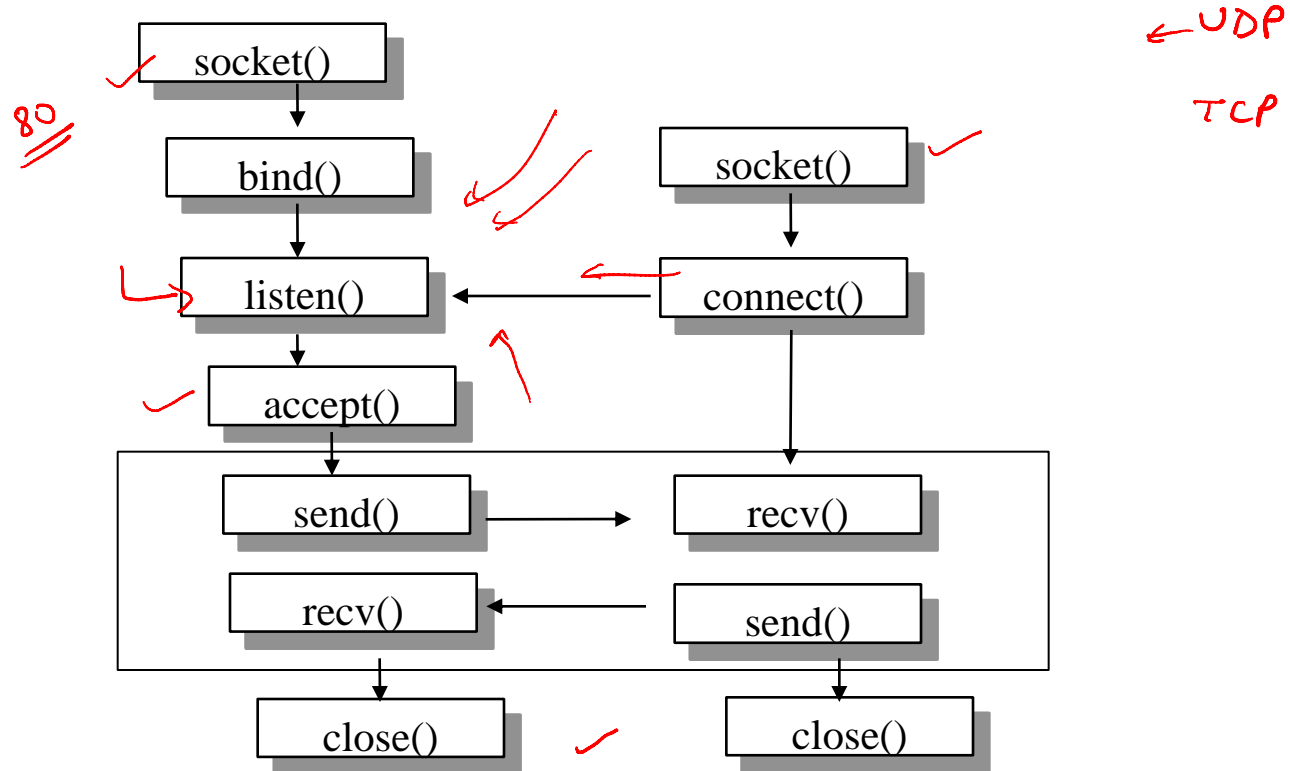 socket()
UDP
80
TCP
bind()
socket()
listen()
connect()
accept()
send()
recv()
recv()
send()
close()
close()